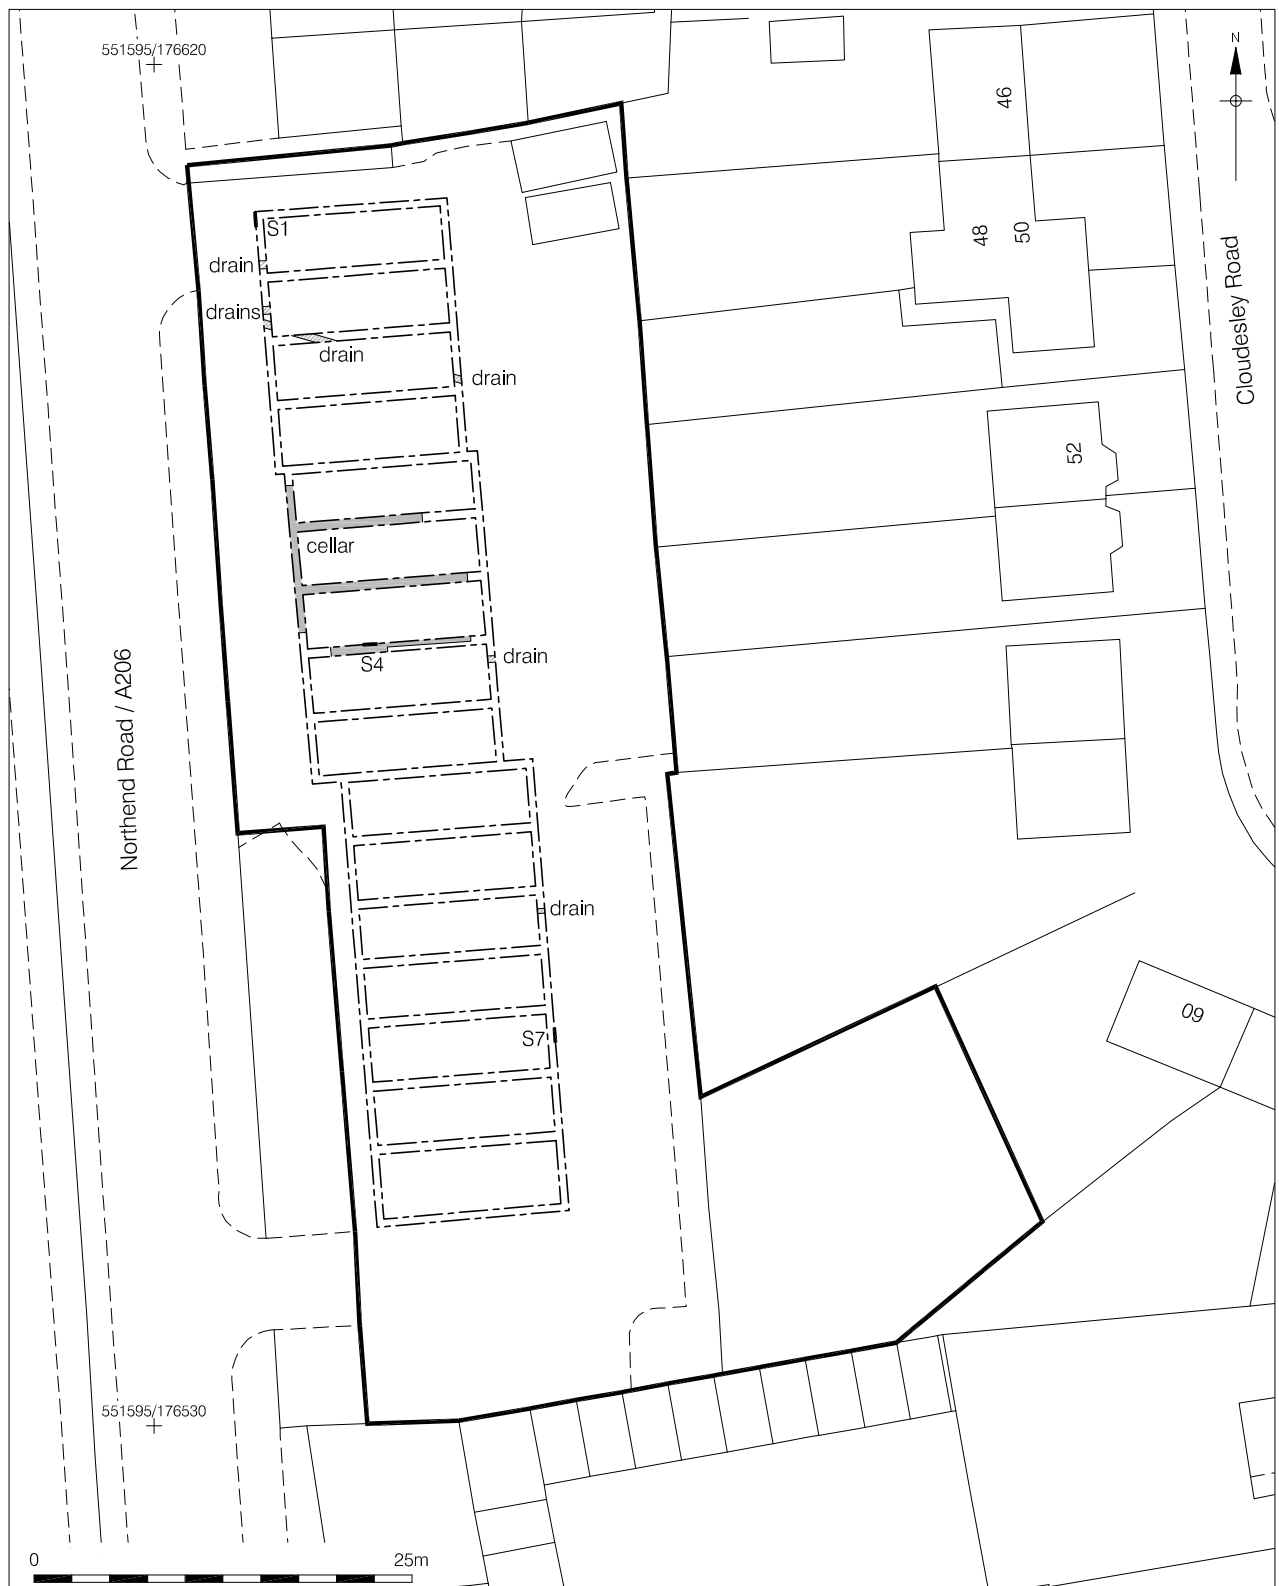 551595/176620
N
46
S1
48
50
drain
drains
drain
drain
Cloudesley Road
52
cellar
S4
drain
Northend Road / A206
drain
60
S7
551595/176530
0
25m